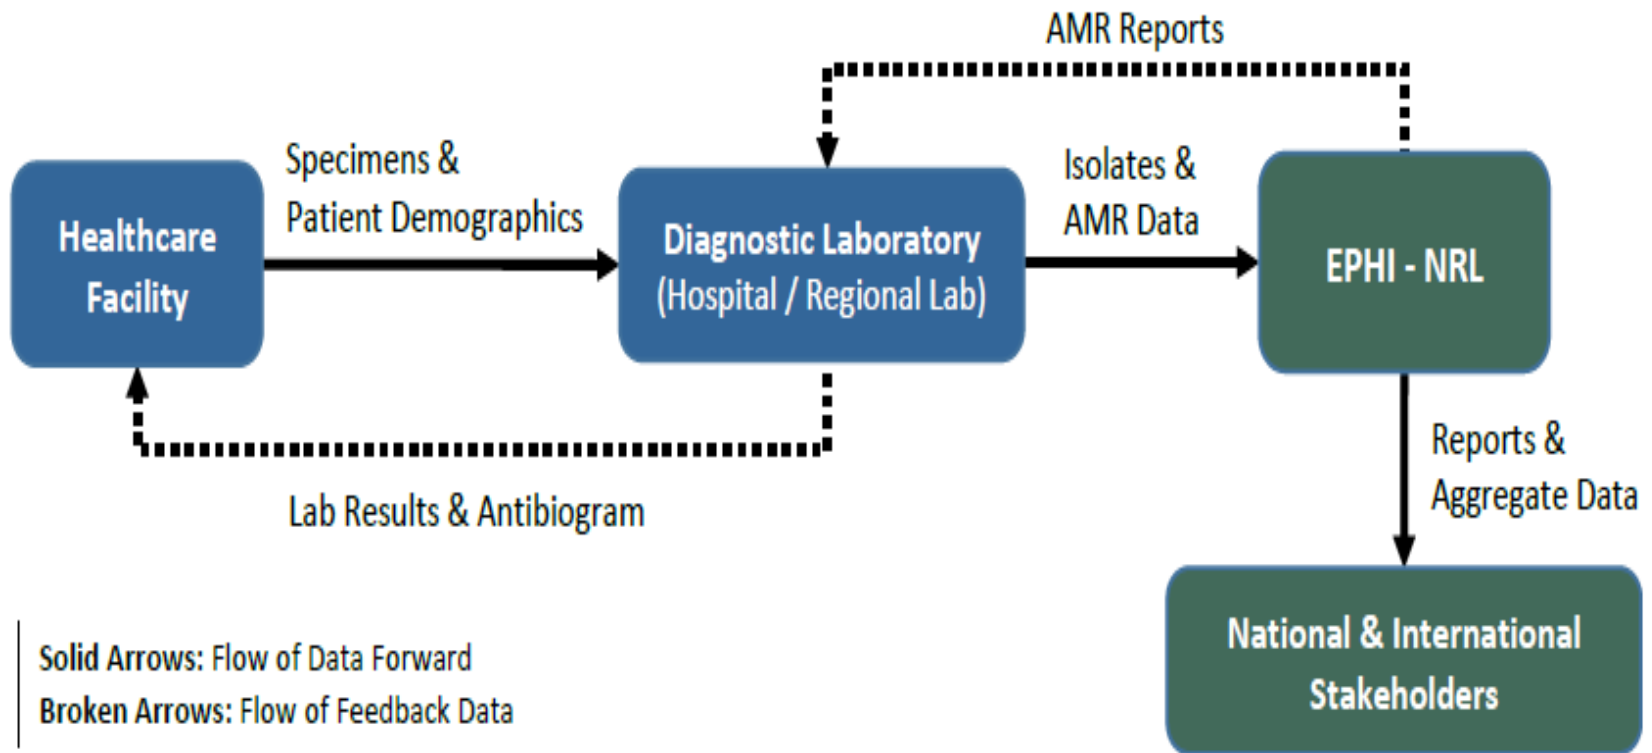 AMR Reports
Specimens &
Patient Demographics
Isolates &
AMR Data
Healthcare
Facility
Diagnostic Laboratory
(Hospital / Regional Lab)
EPHI - NRL
Lab Results & Antibiogram
Reports &
Aggregate Data
National & International
Stakeholders
Solid Arrows: Flow of Data Forward
Broken Arrows: Flow of Feedback Data